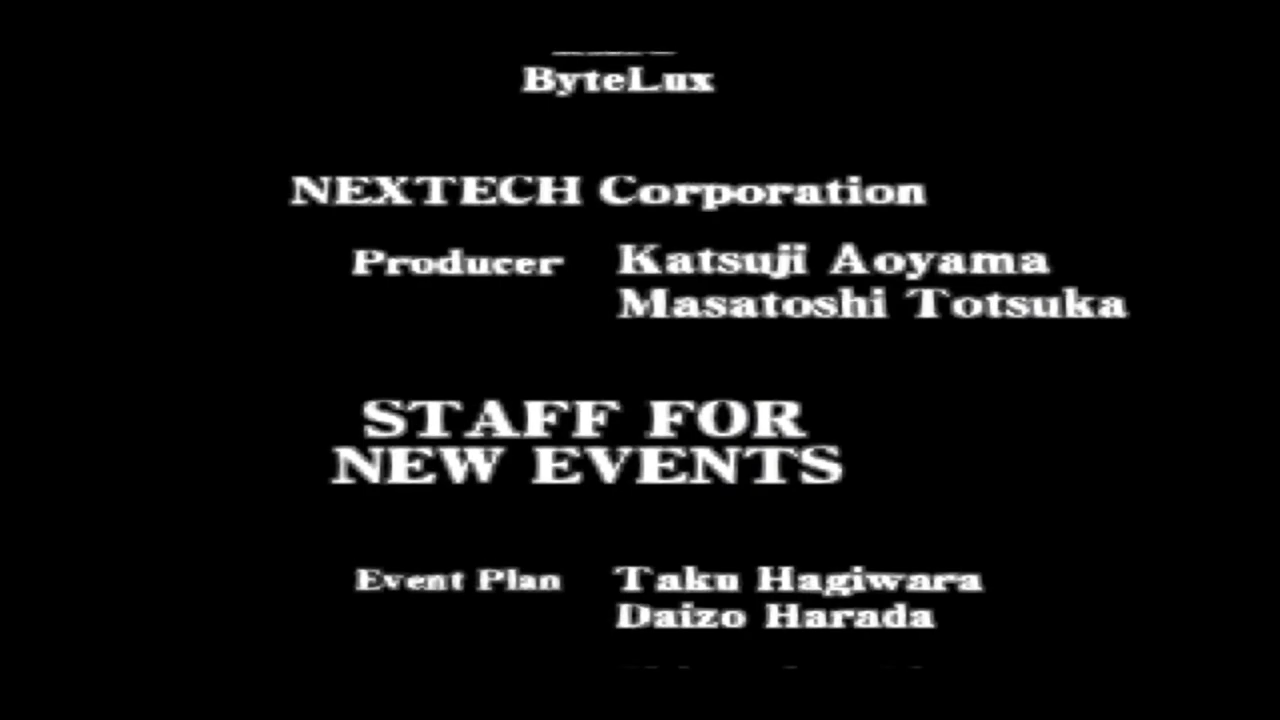 ByteLux
NEXTECH Corporation
Producer Katsuji Aoyama
Masatoshi Totsuka
STAFF FOR
NEW EVENTS
Event Plan Taku Hagiwara
Daizo Harada